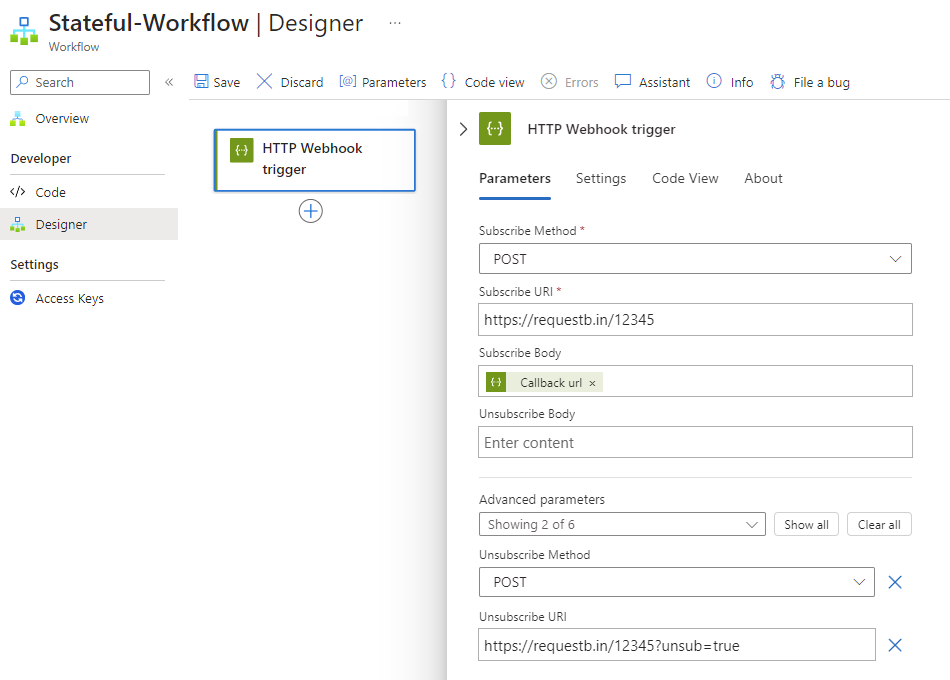 Stateful-Workflow | Designer ...
Workflow
Search «
Save Discard Parameters Code view Errors Assistant Info File a bug
Overview
Developer
Code
Designer
Settings
Access Keys
HTTP Webhook
trigger
HTTP Webhook trigger
Parameters Settings Code View About
Subscribe Method *
POST
Subscribe URI *
https://requestb.in/12345
Subscribe Body
Callback url ×
Unsubscribe Body
Enter content
Advanced parameters
Showing 2 of 6 Show all Clear all
Unsubscribe Method
POST
Unsubscribe URI
https://requestb.in/12345?unsub=true